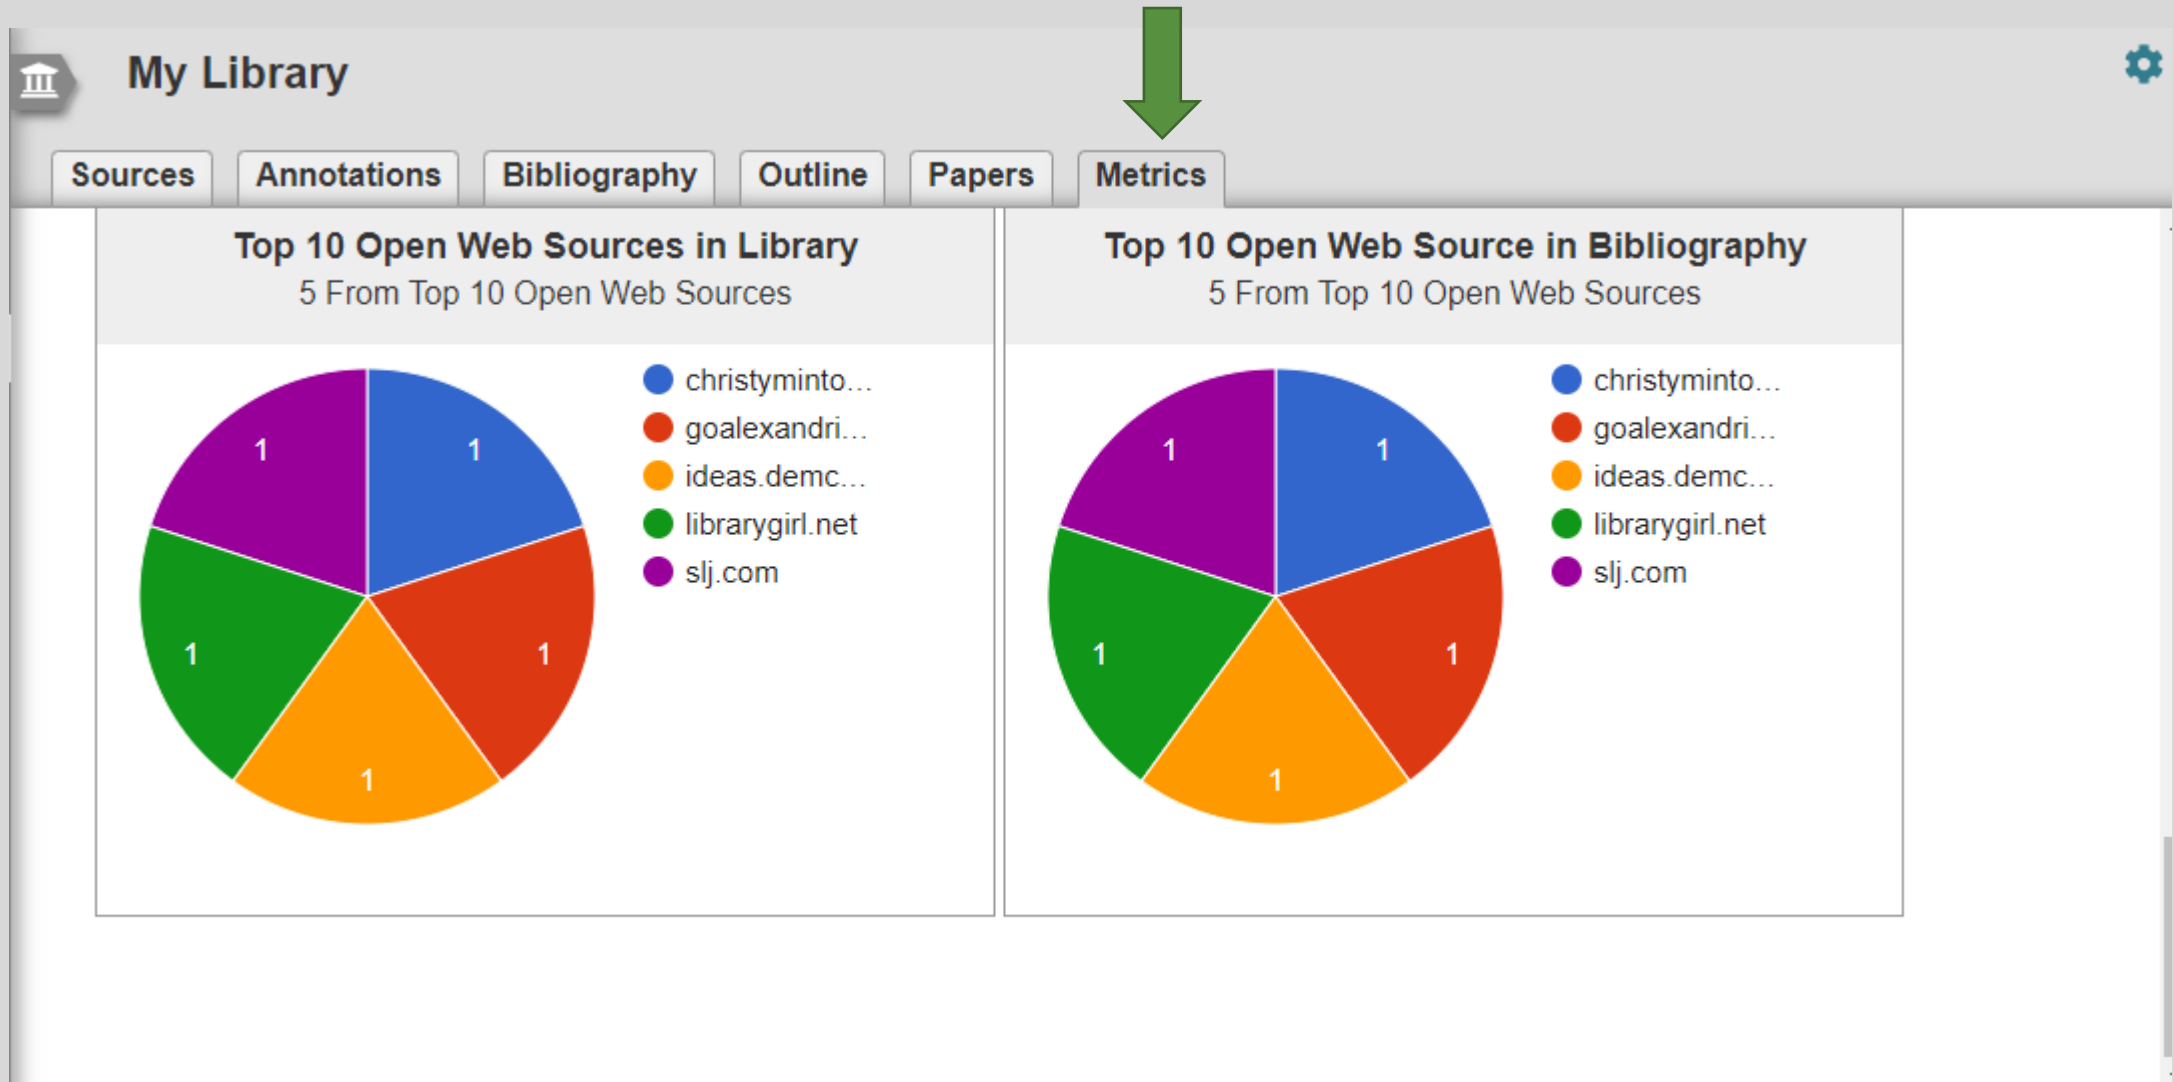 My Library
Sources Annotations Bibliography Outline Papers Metrics
Top 10 Open Web Sources in Library
5 From Top 10 Open Web Sources
1
1
1
1
1
christyminto...
goalexandri...
ideas.demc...
librarygirl.net
slj.com
Top 10 Open Web Source in Bibliography
5 From Top 10 Open Web Sources
1
1
1
1
1
christyminto...
goalexandri...
ideas.demc...
librarygirl.net
slj.com